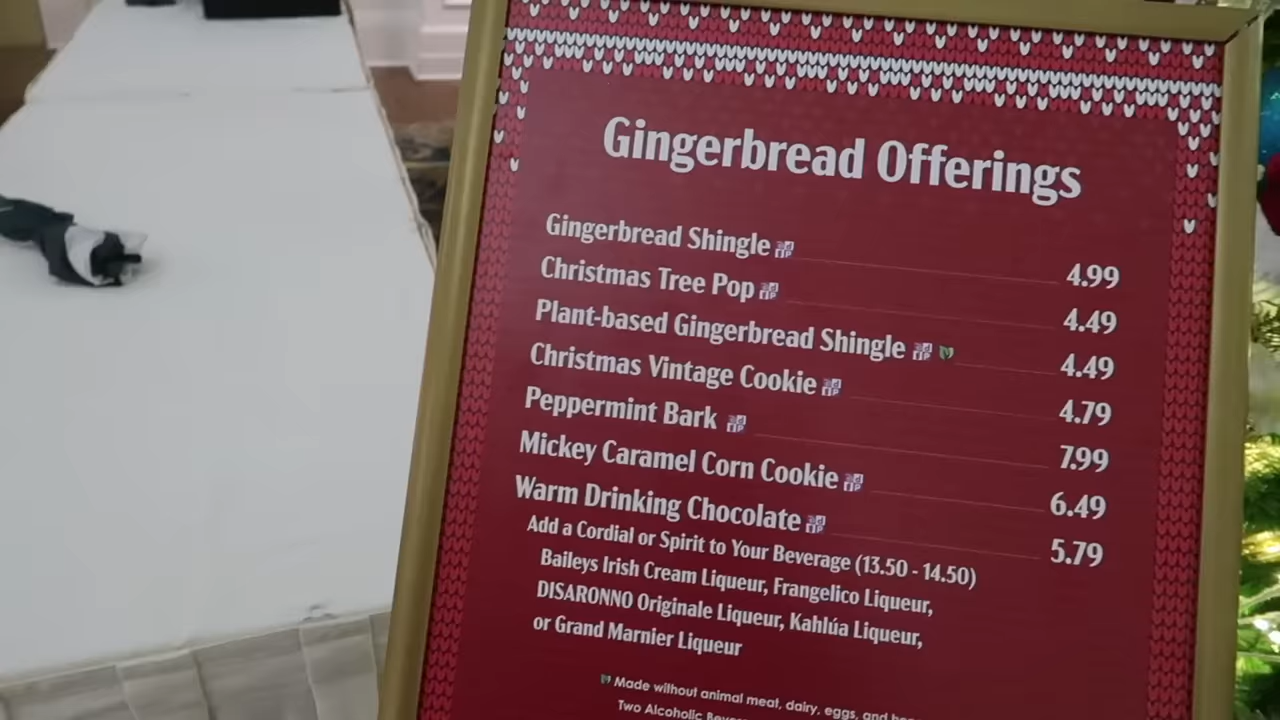 Gingerbread Offerings
Gingerbread Shingle 4.99
Christmas Tree Pop 4.49
Plant-based Gingerbread Shingle 4.49
Christmas Vintage Cookie 4.79
Peppermint Bark 7.99
Mickey Caramel Corn Cookie 6.49
Warm Drinking Chocolate 5.79
Add a Cordial or Spirit to Your Beverage (13.50 - 14.50)
Baileys Irish Cream Liqueur, Frangelico Liqueur,
DISARONNO Originale Liqueur, Kahlúa Liqueur,
or Grand Marnier Liqueur
Made without animal meat, dairy, eggs, and
Two Alcoholic